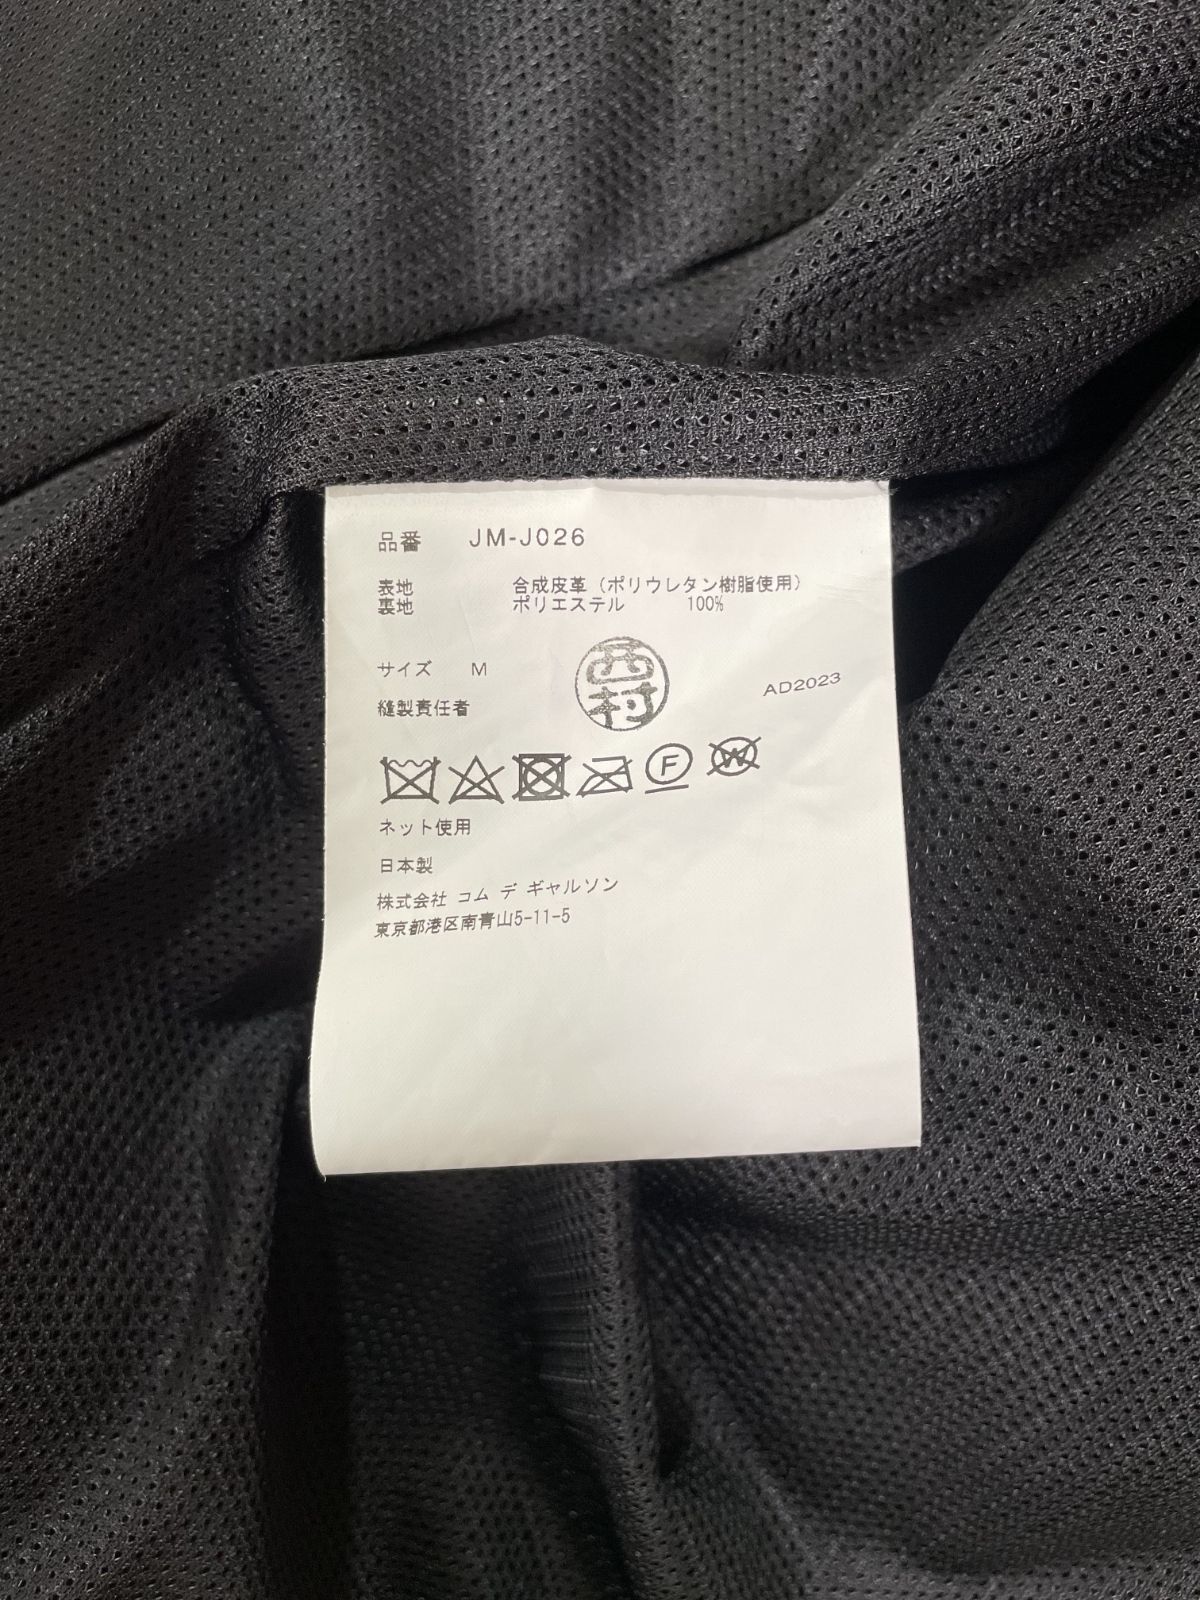 品番 JM-J026
表地 合成皮革（ポリウレタン樹脂使用）
裏地 ポリエステル 100%
サイズ M
西村
AD2023
縫製責任者
F
W
ネット使用
日本製
株式会社 コム デ ギャルソン
東京都港区南青山5-11-5